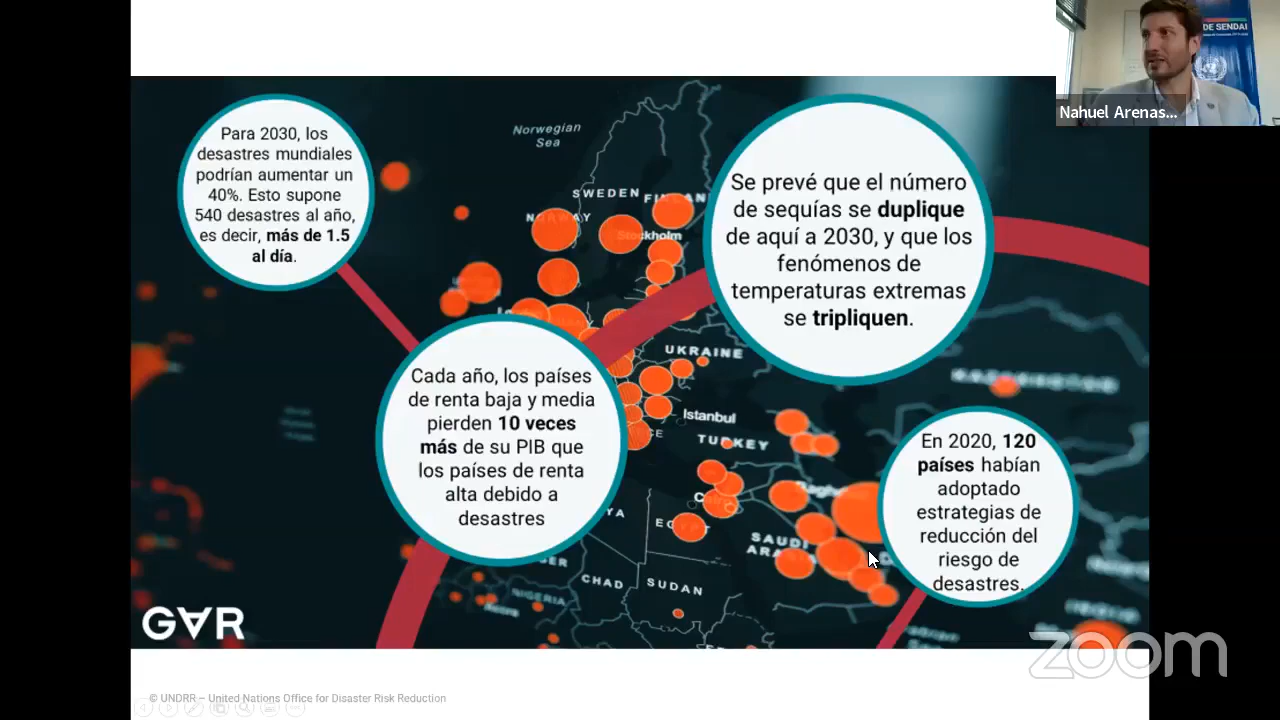 DE SENDAI
Nahuel Arenas...
Para 2030, los
desastres mundiales
podrían aumentar un
40%. Esto supone
540 desastres al año,
es decir, más de 1.5
al día.
Cada año, los países
de renta baja y media
pierden 10 veces
más de su PIB que
los países de renta
alta debido a
desastres
Se prevé que el número
de sequías se duplique
de aquí a 2030, y que los
fenómenos de
temperaturas extremas
se tripliquen.
En 2020, 120
países habían
adoptado
estrategias de
reducción del
riesgo de
desastres.
Norwegian
Sea
SWEDEN
NORWAY
Stockholm
UKRAINE
Istanbul
TURKEY
EGYPT
SAUDI
CHAD
SUDAN
NIGERIA
GAR
zoom
© UNDRR – United Nations Office for Disaster Risk Reduction